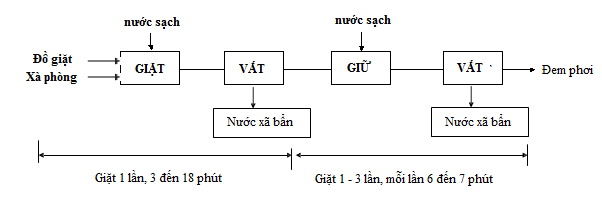 nước sạch
nước sạch
Đồ giặt
Xà phòng
GIẶT
VẮT
GIỮ
VẮT
Đem phơi
Nước xã bẩn
Nước xã bẩn
Giặt 1 lần, 3 đến 18 phút
Giặt 1 - 3 lần, mỗi lần 6 đến 7 phút